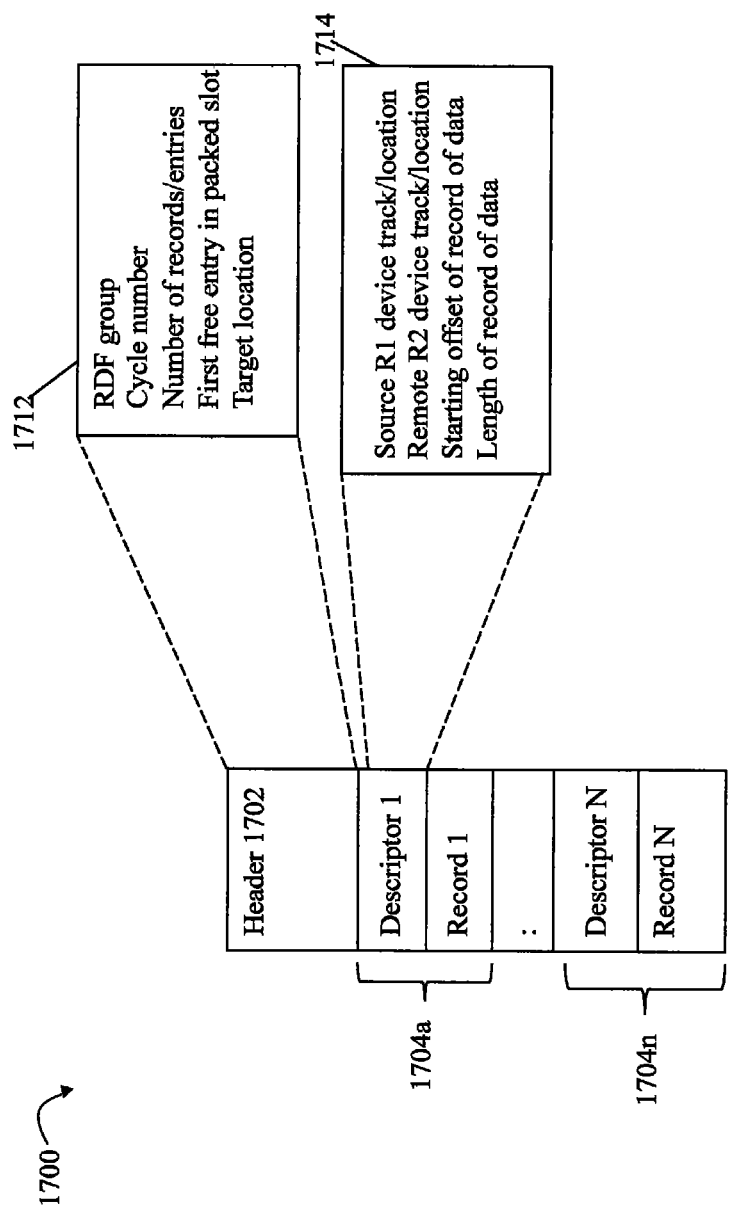 1700
1712
RDF group
Cycle number
Number of records/entries
First free entry in packed slot
Target location
1714
Source R1 device track/location
Remote R2 device track/location
Starting offset of record of data
Length of record of data
Header 1702
Descriptor 1
Record 1
:
Descriptor N
Record N
1704a
1704n